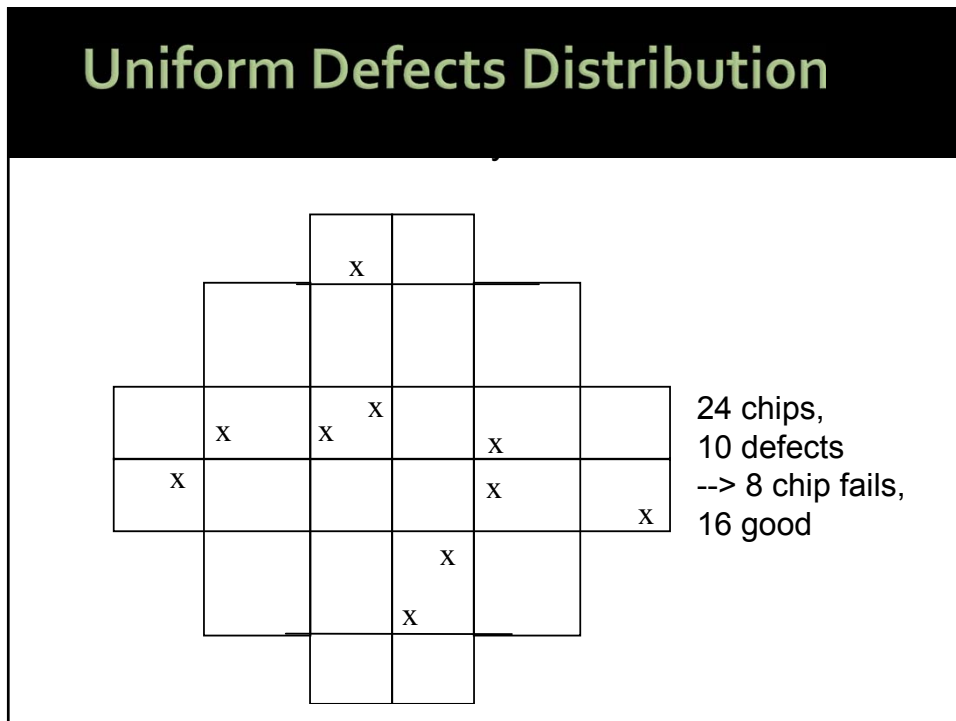 Uniform Defects Distribution
x
x
x x
x
x
x
x
x
x
24 chips,
10 defects
--> 8 chip fails,
16 good